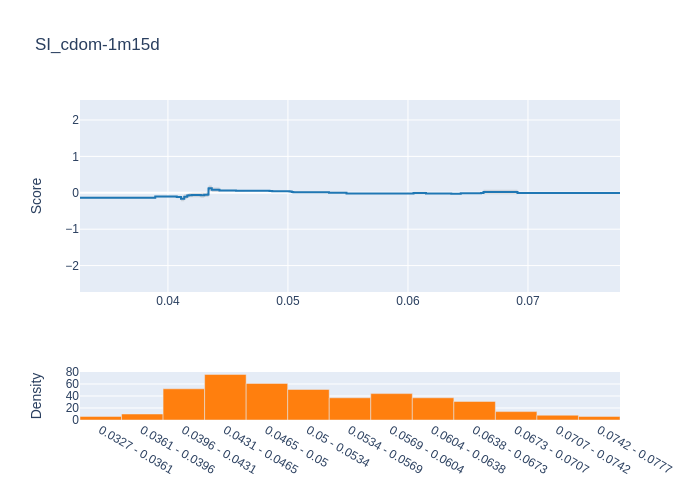 SI_cdom-1m15d
2
1
0
−1
−2
Score
0.04 0.05 0.06 0.07
80
60
40
20
0
Density
0.0327 - 0.0361
0.0361 - 0.0396
0.0396 - 0.0431
0.0431 - 0.0465
0.0465 - 0.05
0.05 - 0.0534
0.0534 - 0.0569
0.0569 - 0.0604
0.0604 - 0.0638
0.0638 - 0.0673
0.0673 - 0.0707
0.0707 - 0.0742
0.0742 - 0.0777